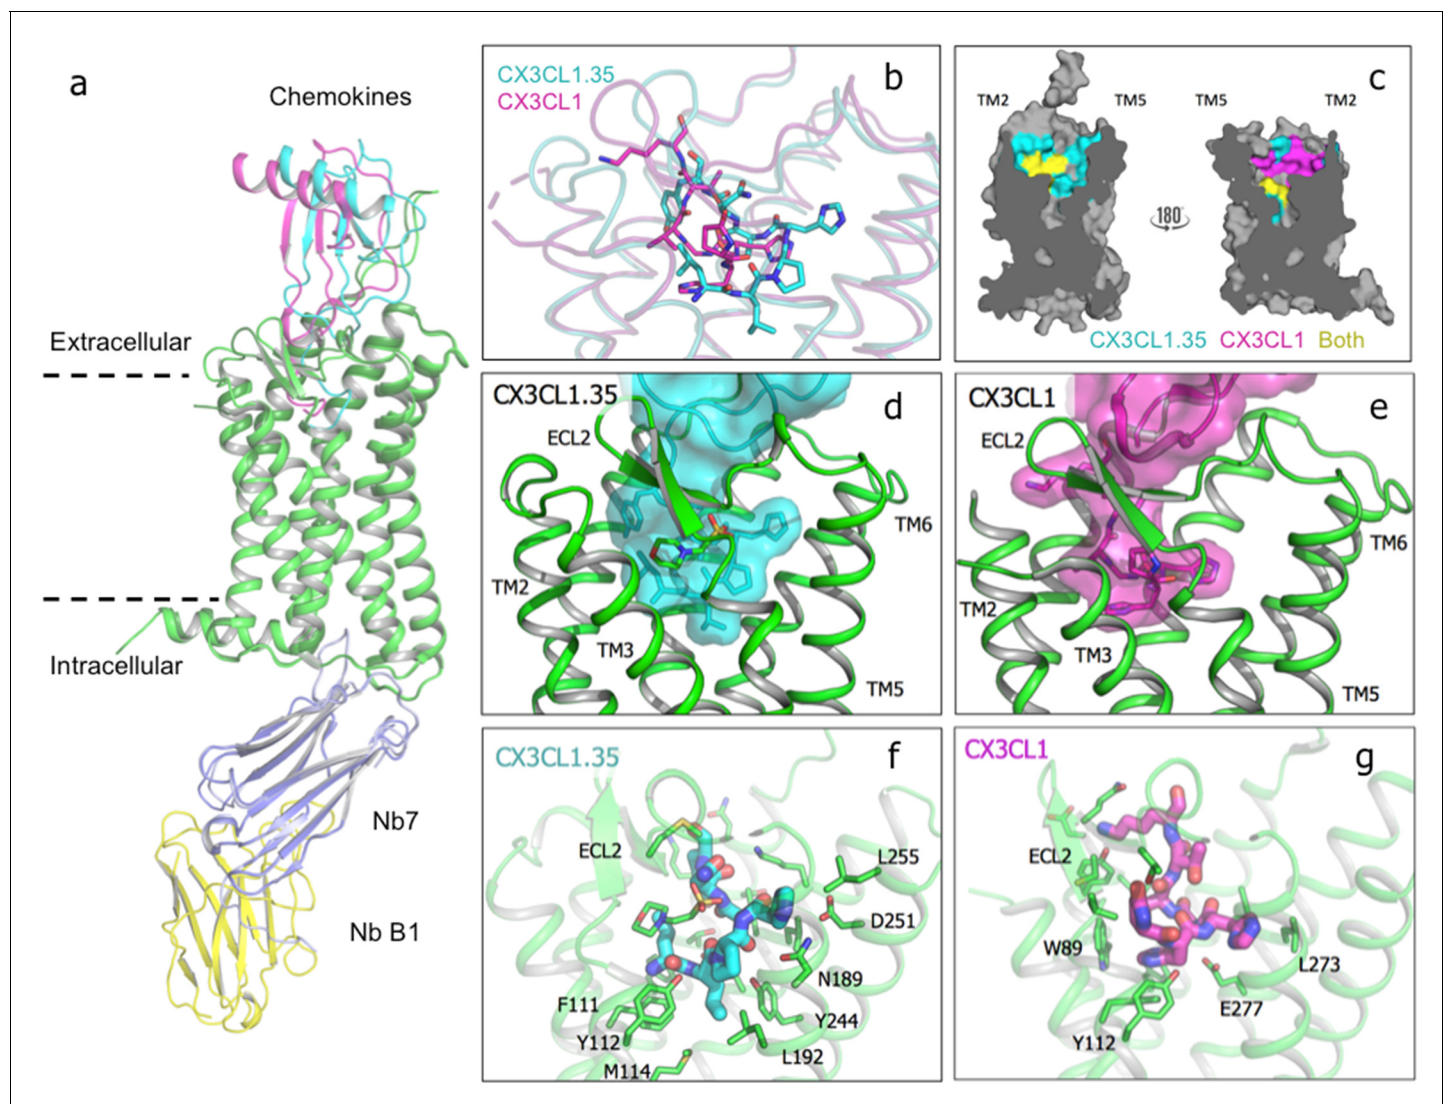 a
Chemokines
Extracellular
Intracellular
Nb7
Nb B1
b
CX3CL1.35
CX3CL1
c
TM2
TM5
TM5
TM2
180°
CX3CL1.35 CX3CL1 Both
d
CX3CL1.35
ECL2
TM6
TM2
TM3
TM5
e
CX3CL1
ECL2
TM6
TM2
TM3
TM5
f
CX3CL1.35
ECL2
L255
D251
N189
F111
Y244
Y112
L192
M114
g
CX3CL1
ECL2
W89
L273
E277
Y112